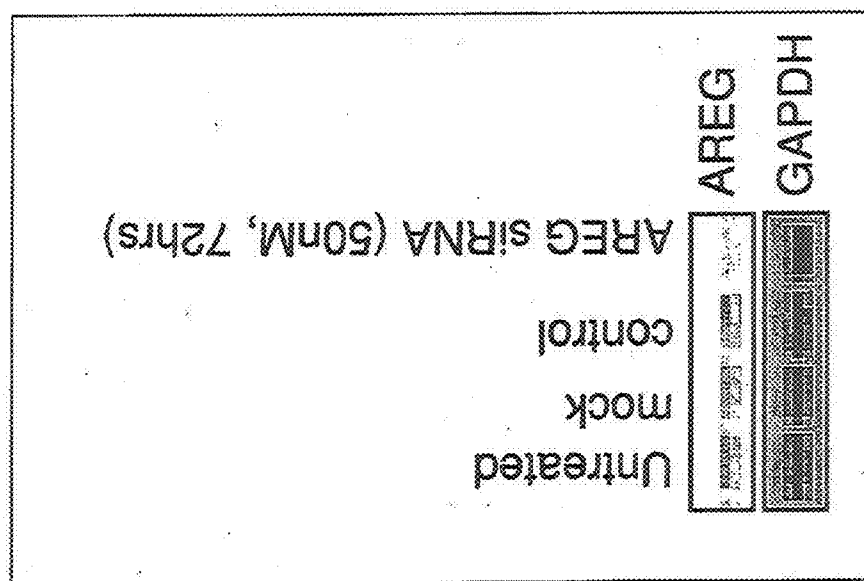 Untreated
mock
control
AREG siRNA (50nM, 72hrs)
AREG
GAPDH